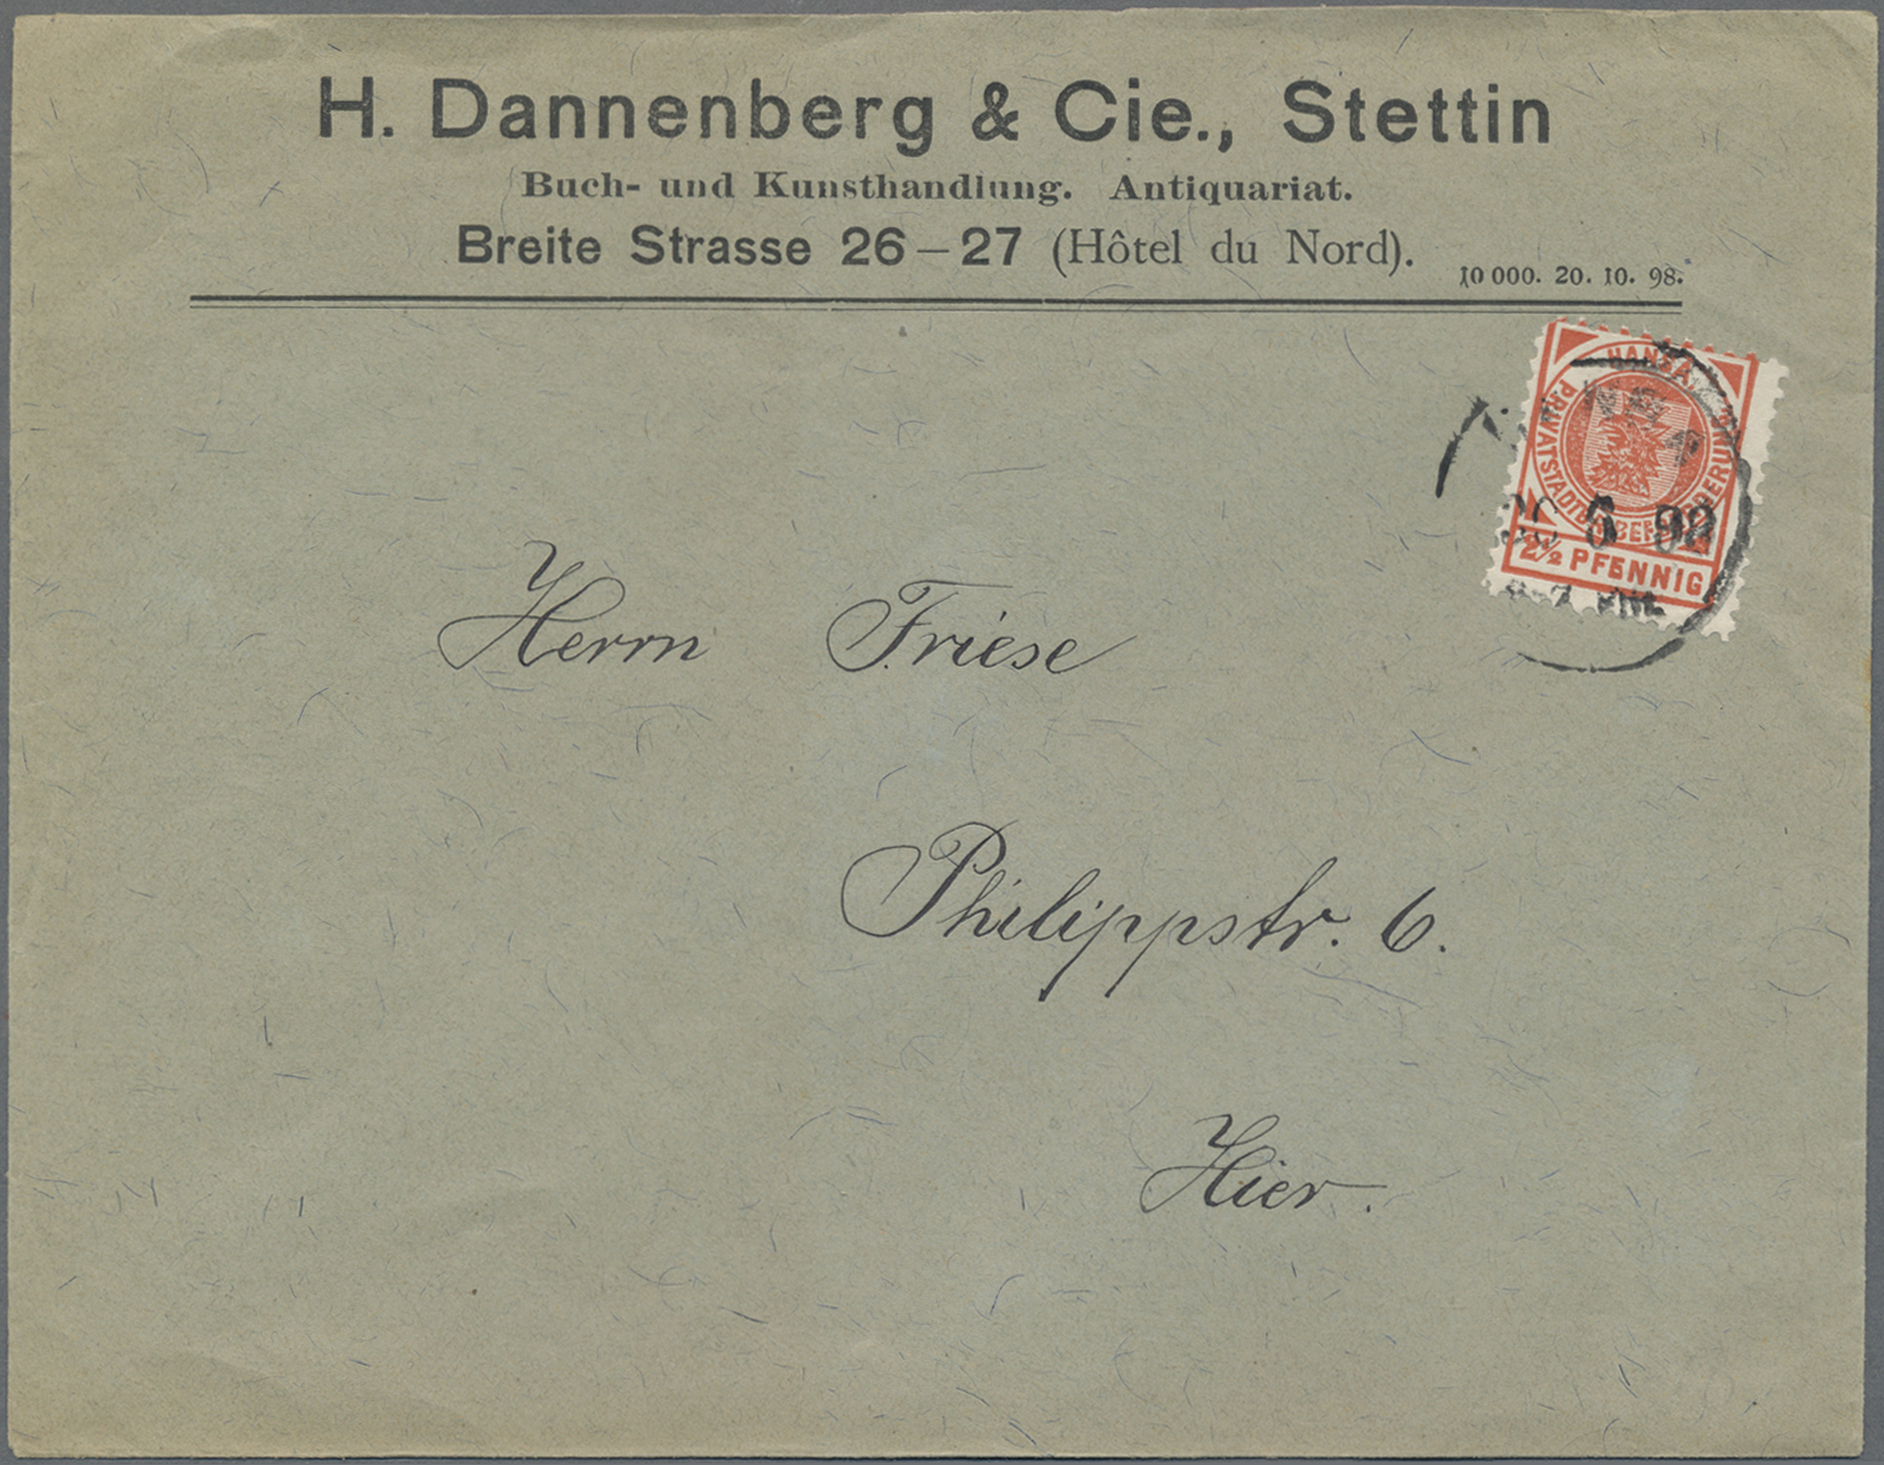 H. Dannenberg & Cie., Stettin
Buch- und Kunsthandlung. Antiquariat.
Breite Strasse 26–27 (Hôtel du Nord).
10 000. 20. 10. 98.
HANSA
PRIVATSTADTBRIEF
2½ PFENNIG
Herrn Friese
Philippstr. 6.
Hier.